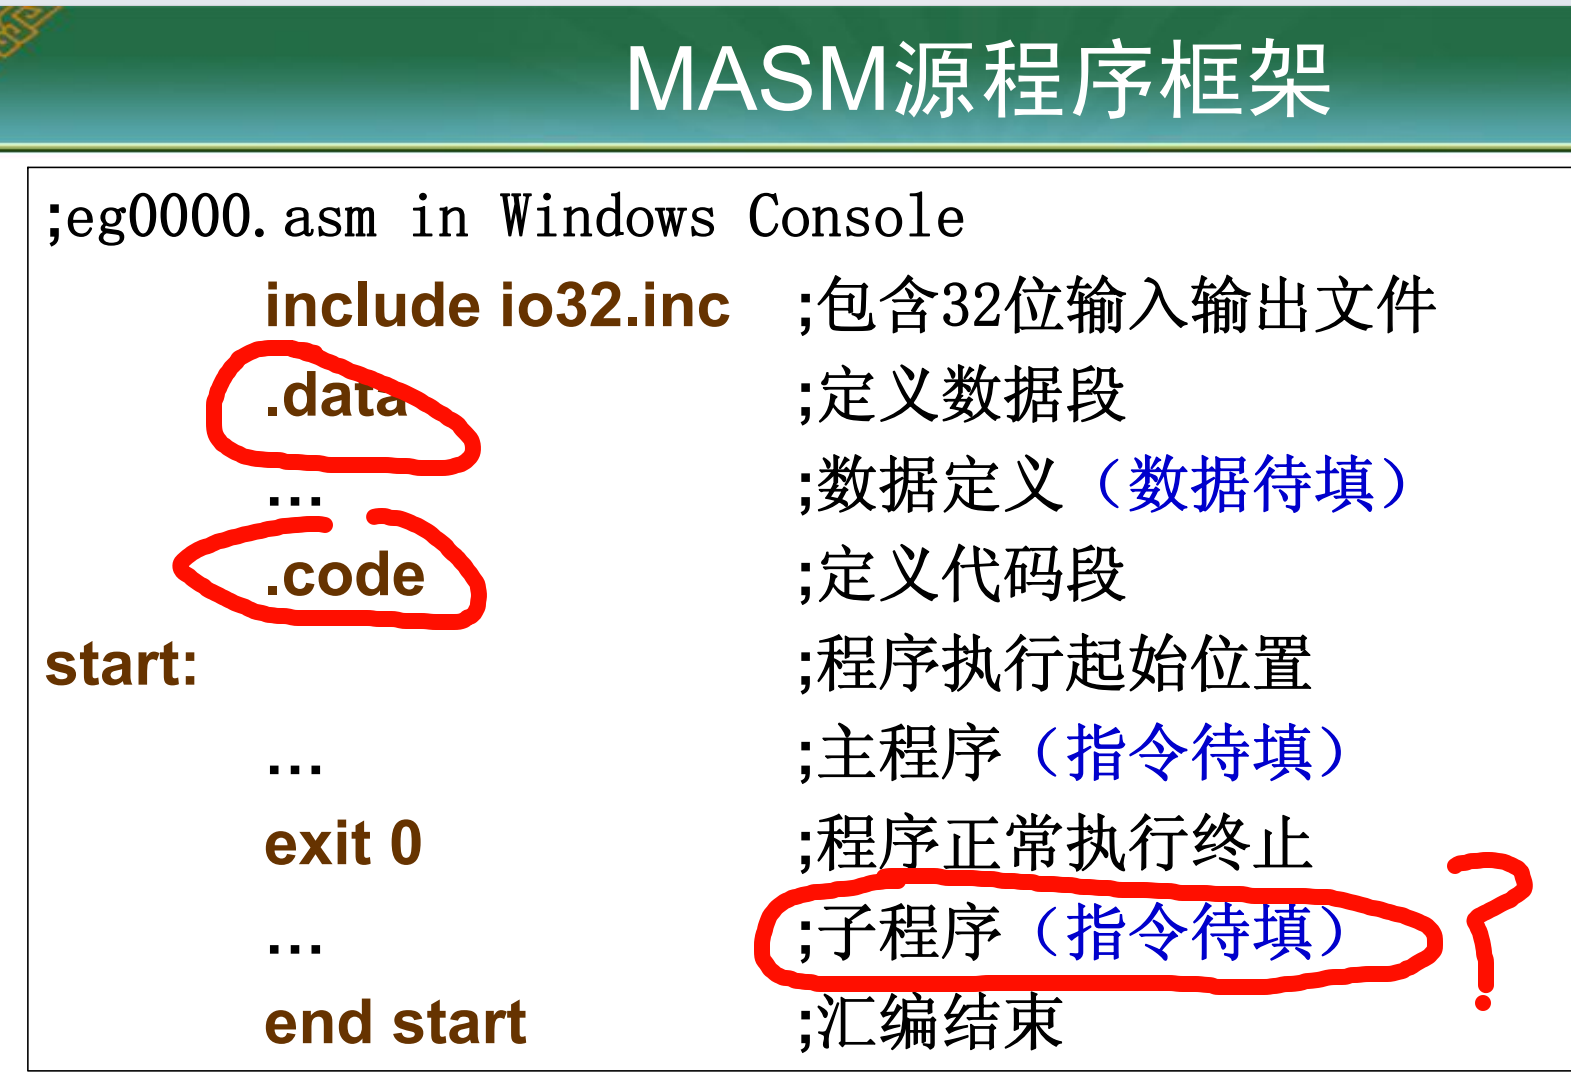 MASM源程序框架
;eg0000.asm in Windows Console
include io32.inc ;包含32位输入输出文件
.data ;定义数据段
... ;数据定义（数据待填）
.code ;定义代码段
start: ;程序执行起始位置
... ;主程序（指令待填）
exit 0 ;程序正常执行终止
... ;子程序（指令待填） ?
end start ;汇编结束